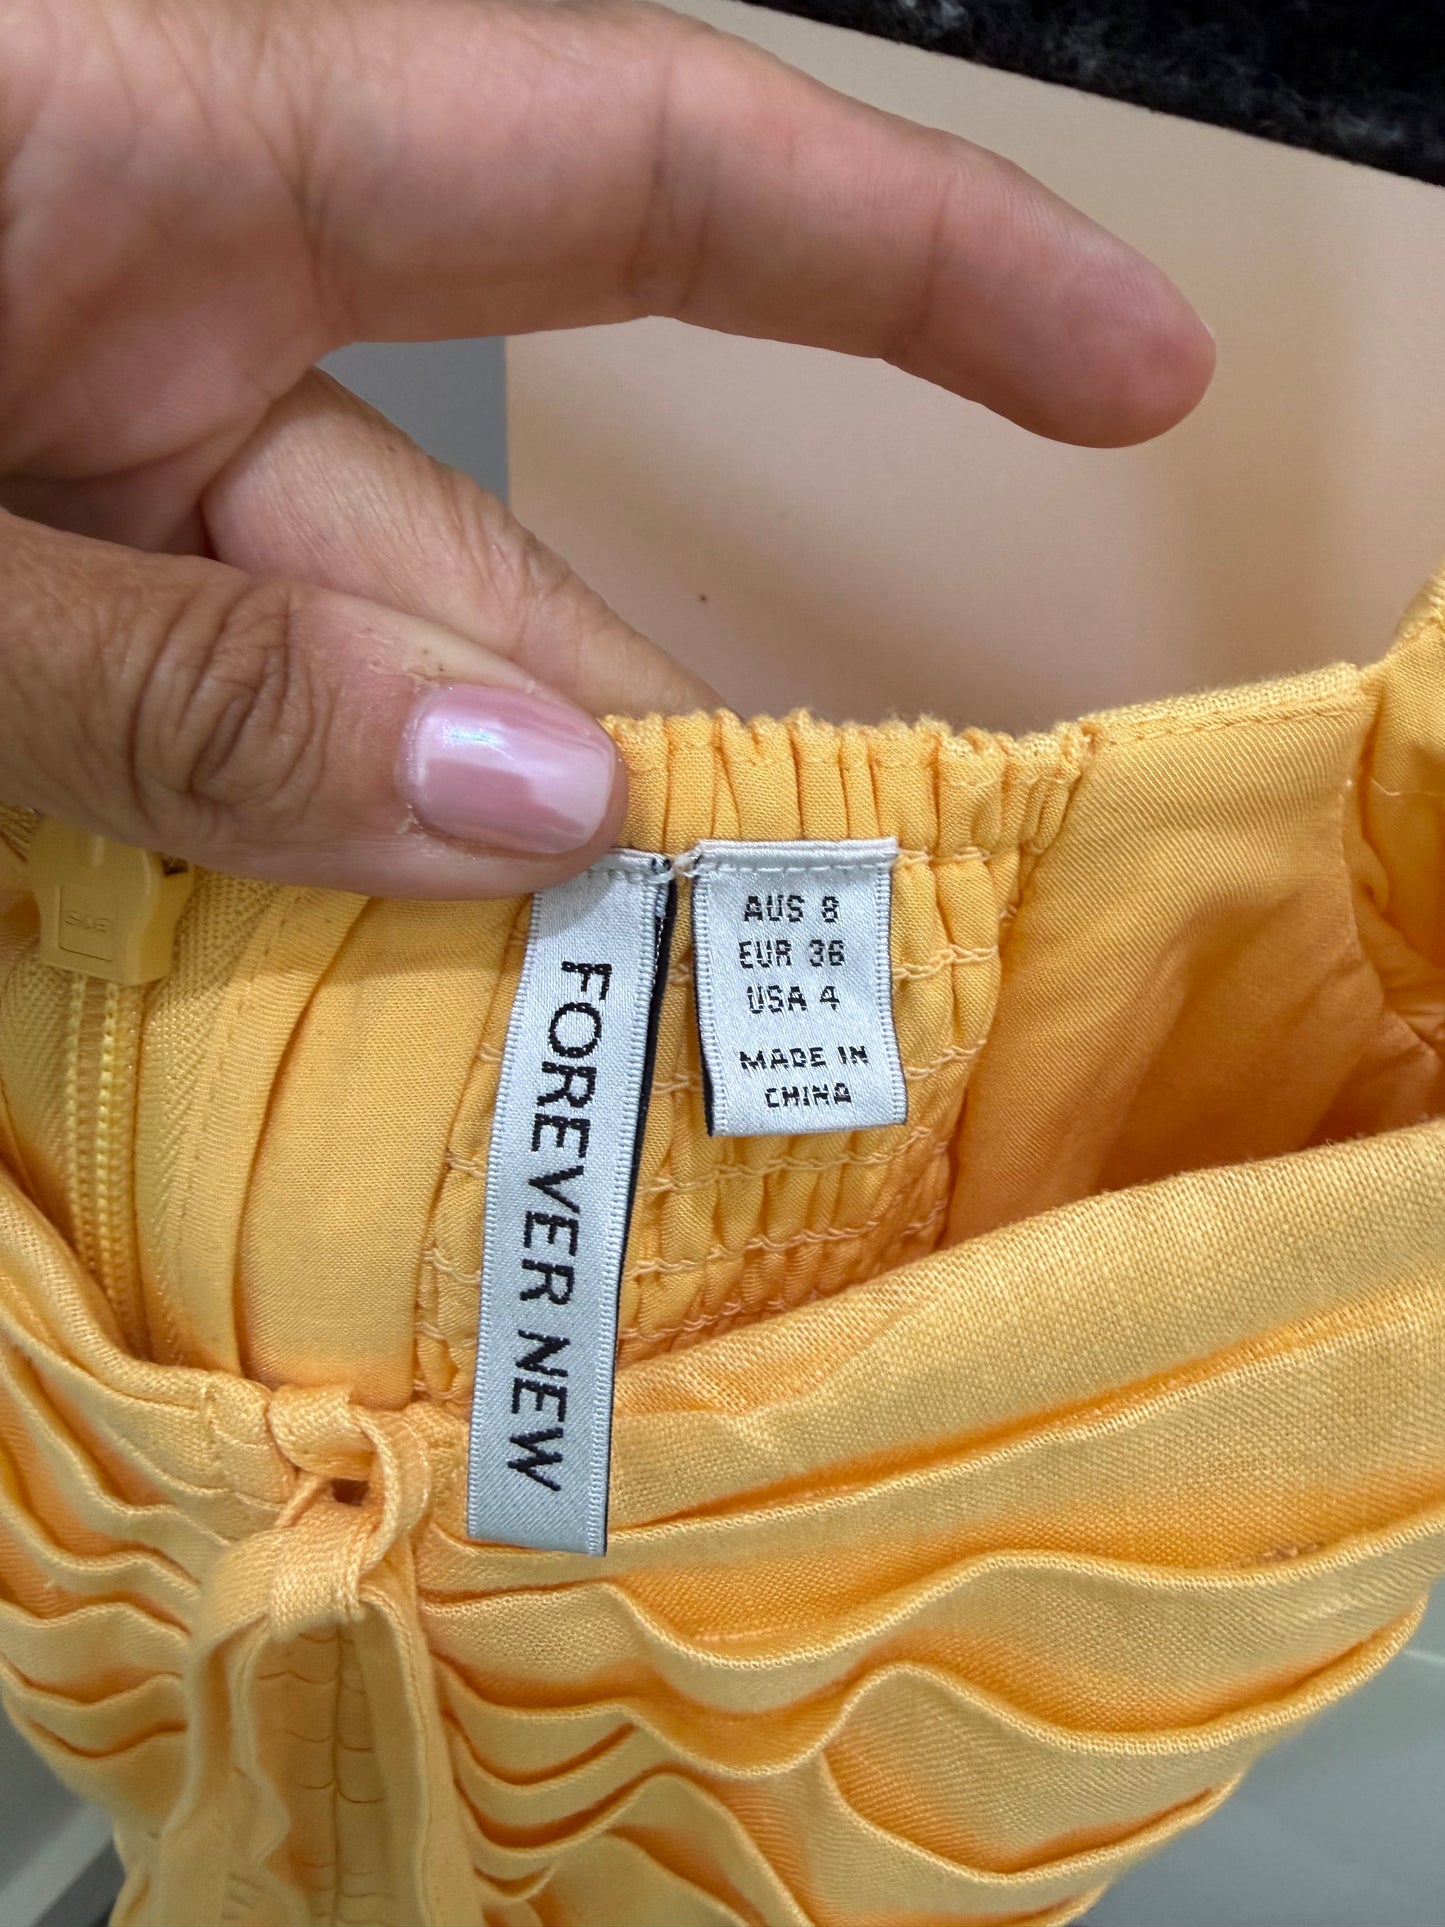 FOREVER NEW
AUS 8
EUR 36
USA 4
MADE IN
CHINA